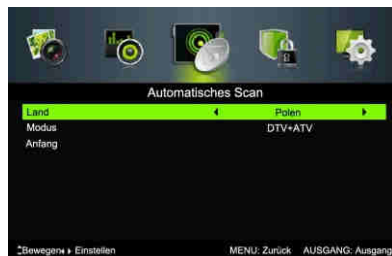 Automatisches Scan
Land Polen
Modus DTV+ATV
Anfang
Bewegen Einstellen MENU: Zurück AUSGANG: Ausgang